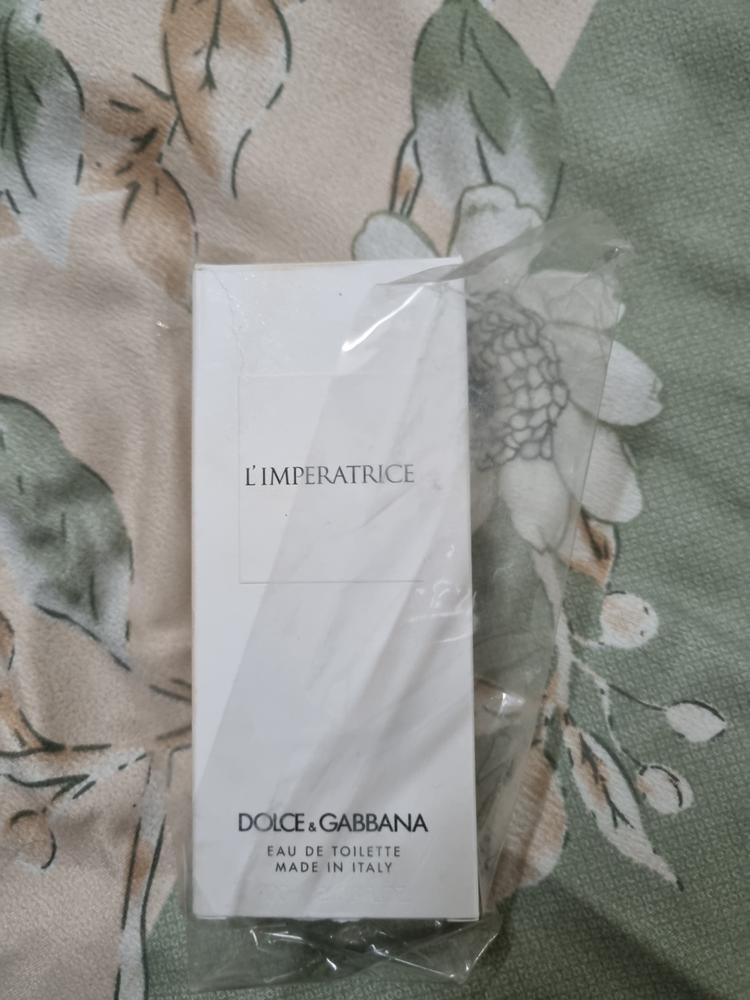 L'IMPERATRICE
DOLCE & GABBANA
EAU DE TOILETTE
MADE IN ITALY